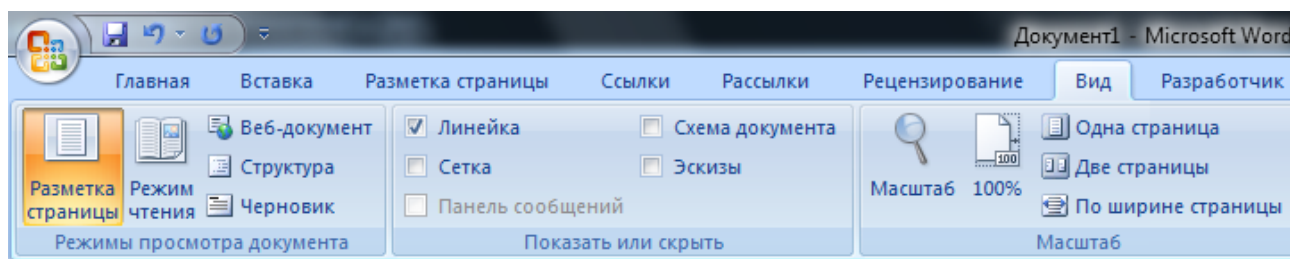 Документ1 - Microsoft Word
Главная Вставка Разметка страницы Ссылки Рассылки Рецензирование Вид Разработчик
Разметка страницы
Режим чтения
Веб-документ
Структура
Черновик
Режимы просмотра документа
Линейка
Сетка
Панель сообщений
Схема документа
Эскизы
Показать или скрыть
Масштаб
100
100%
Одна страница
Две страницы
По ширине страницы
Масштаб